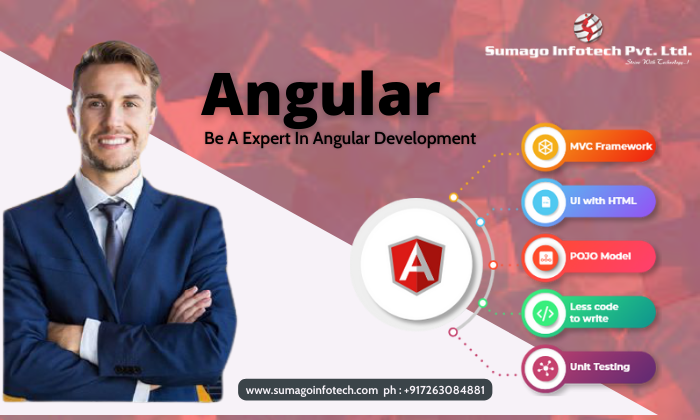 Sumago Infotech Pvt. Ltd.
Angular
Be A Expert In Angular Development
MVC Framework
UI with HTML
A
POJO Model
Less code
to write
Unit Testing
www.sumagoinfotech.com ph : +917263084881